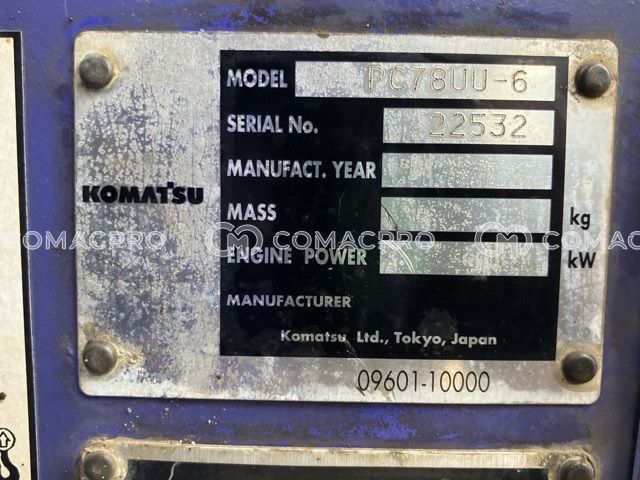 MODEL PC78UU-6
SERIAL No. 22532
MANUFACT. YEAR
KOMATSU
MASS kg
COMACPRO COMACPRO COMACPRO
ENGINE POWER kW
MANUFACTURER
Komatsu Ltd., Tokyo, Japan
09601-10000